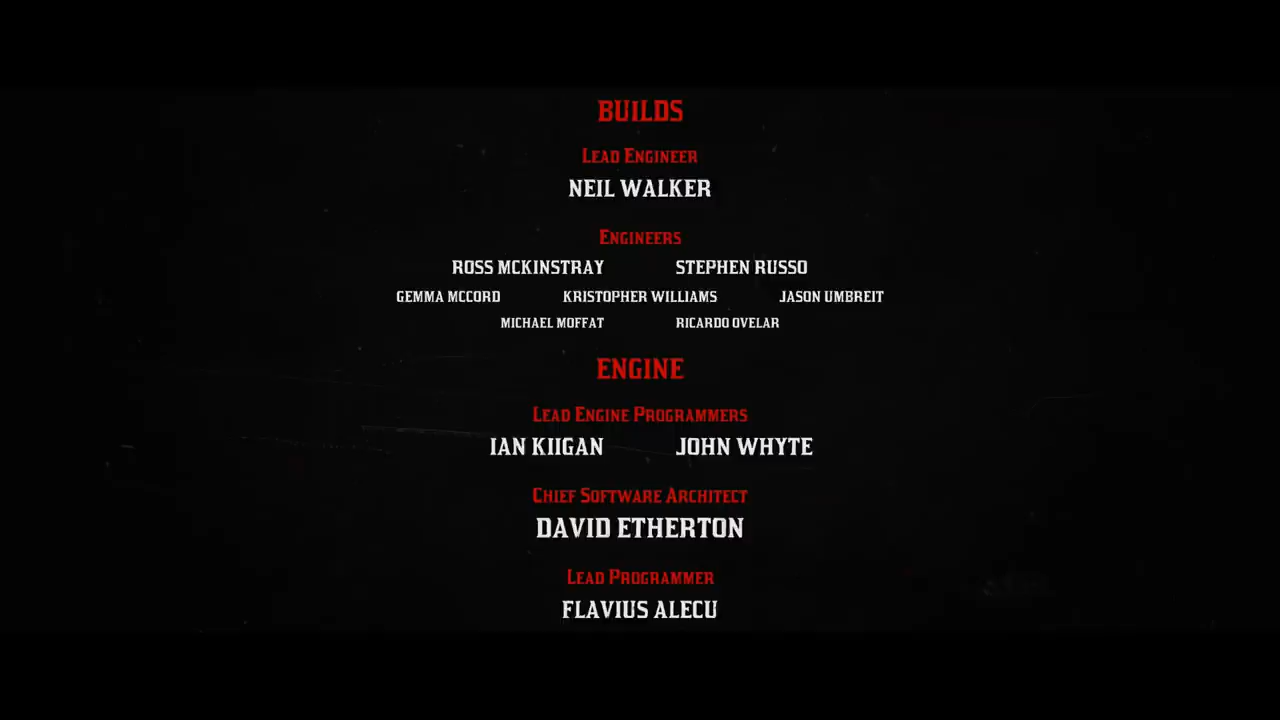 BUILDS
LEAD ENGINEER
NEIL WALKER
ENGINEERS
ROSS MCKINSTRAY STEPHEN RUSSO
GEMMA MCCORD KRISTOPHER WILLIAMS JASON UMBREIT
MICHAEL MOFFAT RICARDO OVELAR
ENGINE
LEAD ENGINE PROGRAMMERS
IAN KIIGAN JOHN WHYTE
CHIEF SOFTWARE ARCHITECT
DAVID ETHERTON
LEAD PROGRAMMER
FLAVIUS ALECU